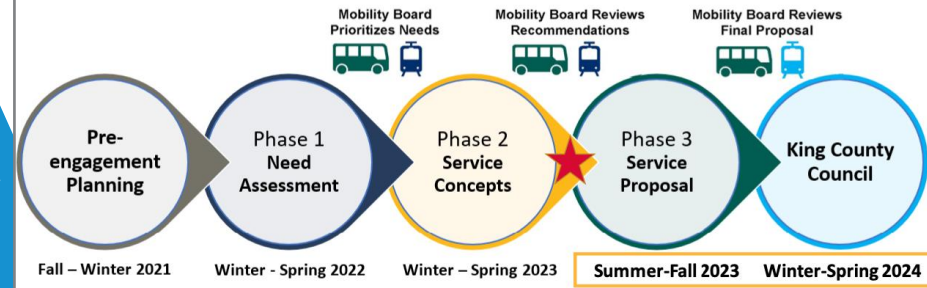 Mobility Board
Prioritizes Needs
Mobility Board Reviews
Recommendations
Mobility Board Reviews
Final Proposal
Pre-
engagement
Planning
Phase 1
Need
Assessment
Phase 2
Service
Concepts
Phase 3
Service
Proposal
King County
Council
Fall – Winter 2021
Winter - Spring 2022
Winter – Spring 2023
Summer-Fall 2023
Winter-Spring 2024